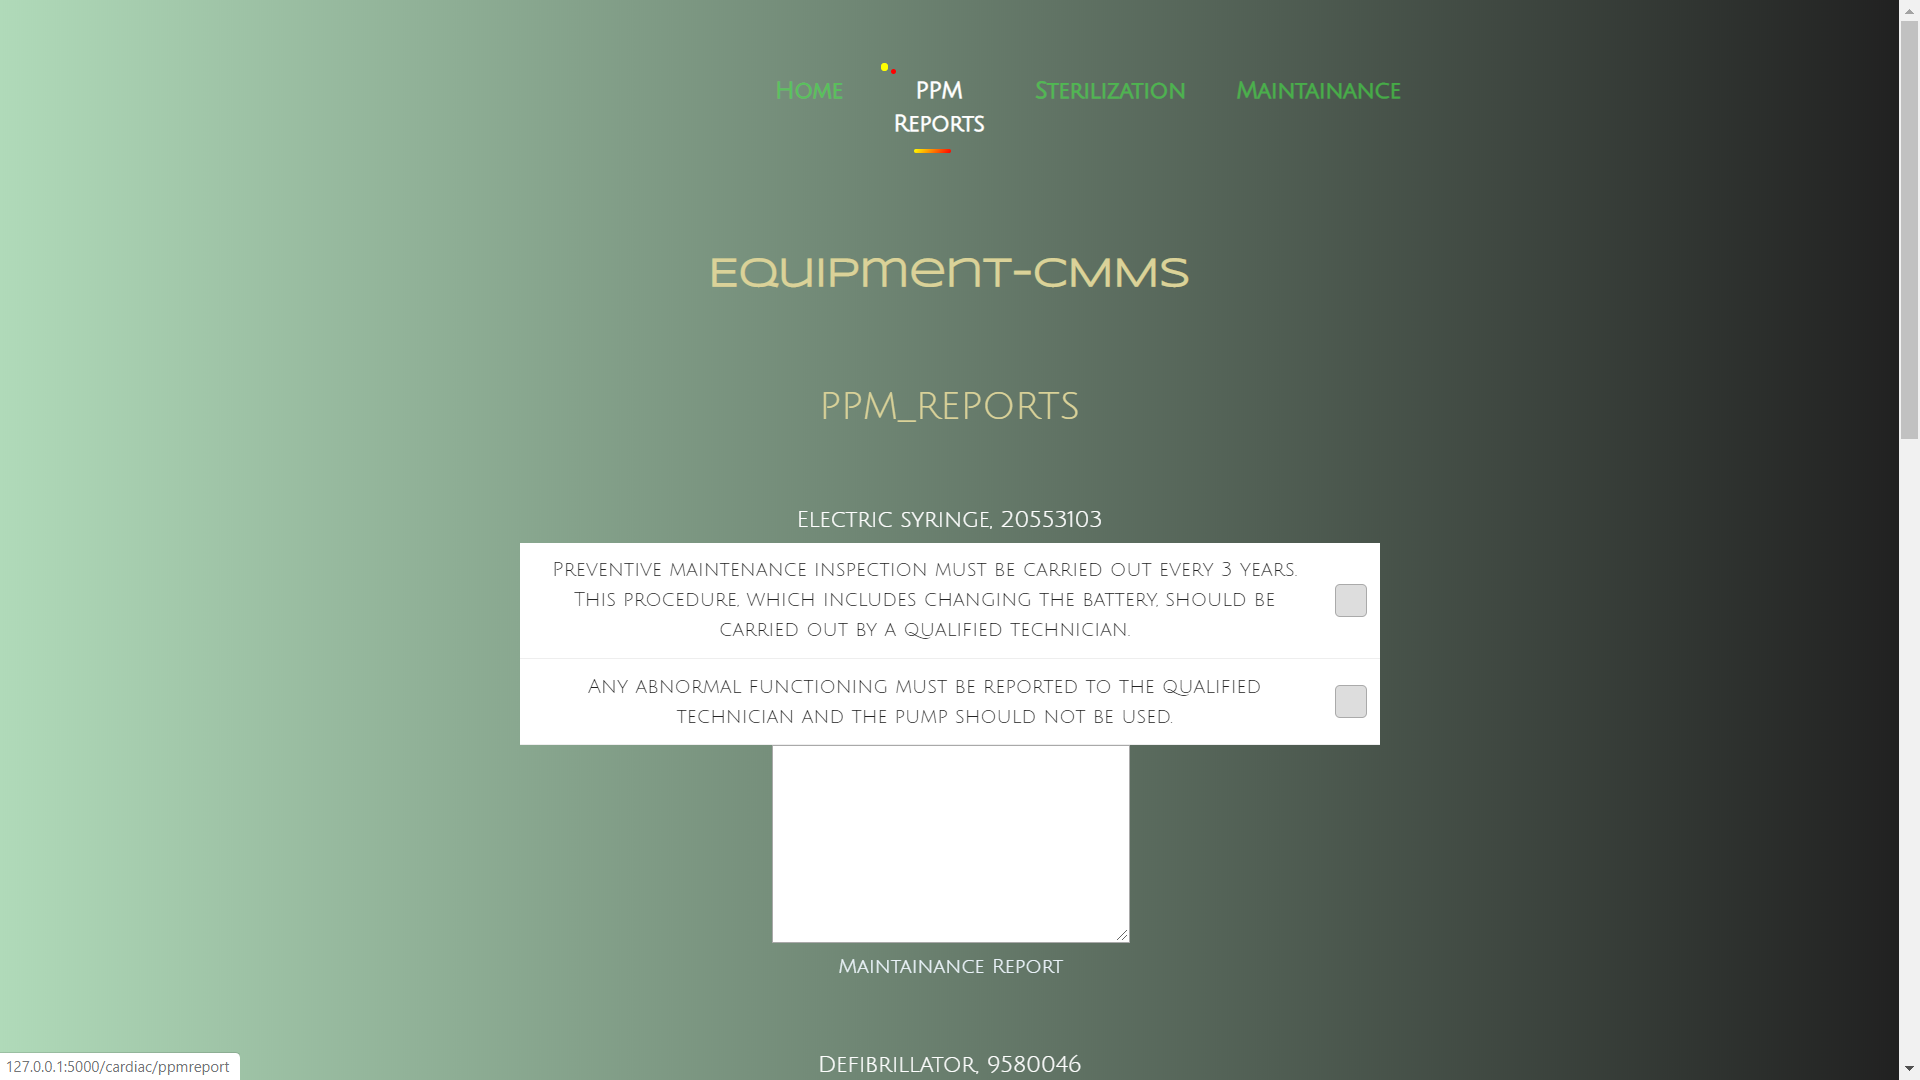 Home
PPM
Reports
Sterilization
Maintainance
Equipment-CMMS
PPM_REPORTS
Electric syringe, 20553103
Preventive maintenance inspection must be carried out every 3 years.
This procedure, which includes changing the battery, should be
carried out by a qualified technician.
Any abnormal functioning must be reported to the qualified
technician and the pump should not be used.
Maintainance Report
Defibrillator, 9580046
127.0.0.1:5000/cardiac/ppmreport